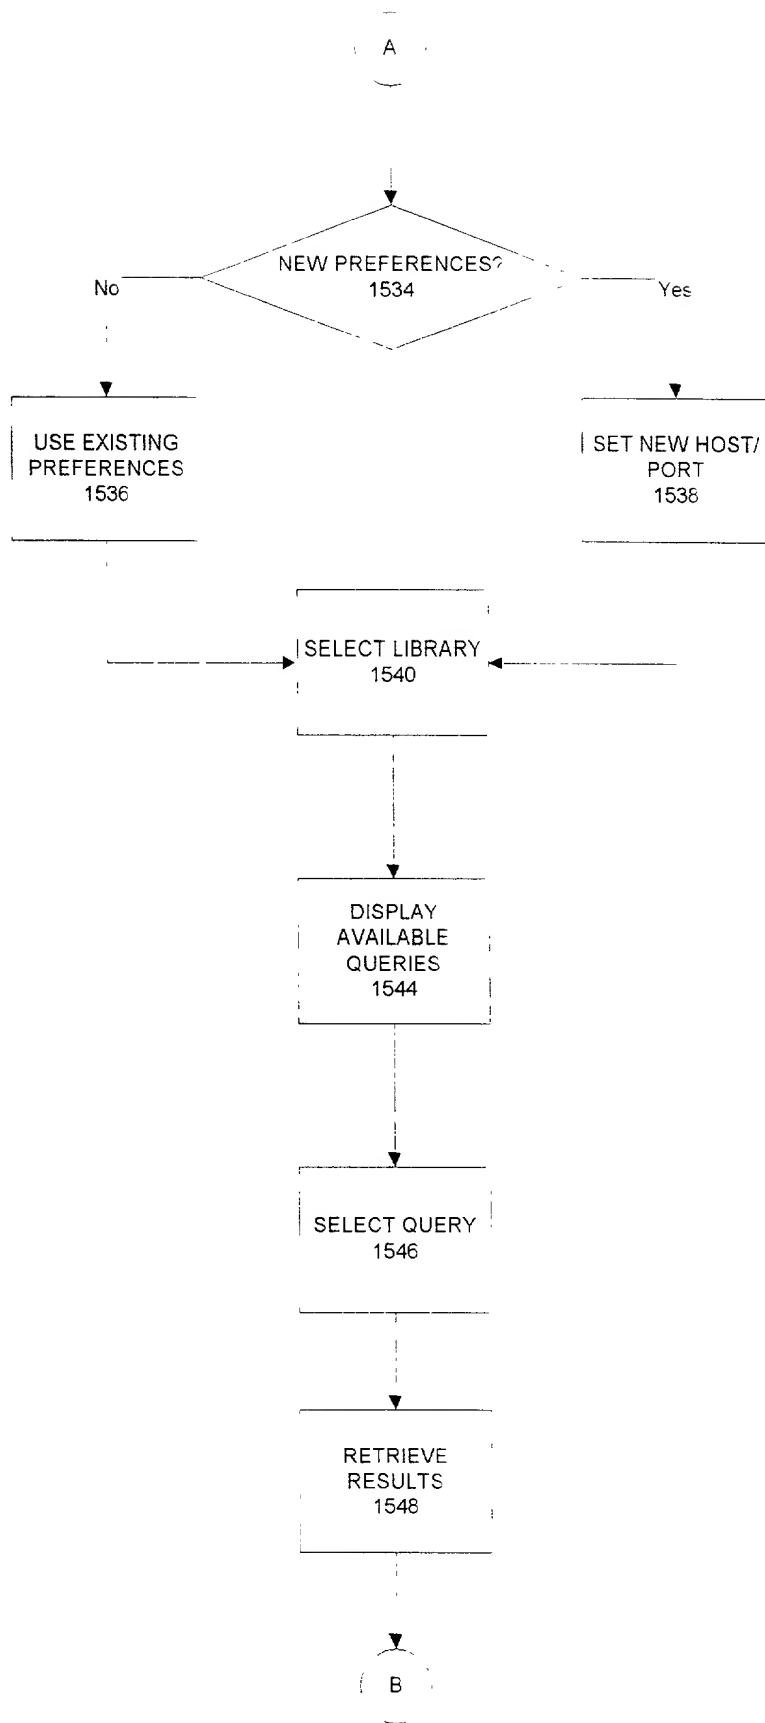 A
NEW PREFERENCES?
1534
No
Yes
USE EXISTING
PREFERENCES
1536
SET NEW HOST/
PORT
1538
SELECT LIBRARY
1540
DISPLAY
AVAILABLE
QUERIES
1544
SELECT QUERY
1546
RETRIEVE
RESULTS
1548
B